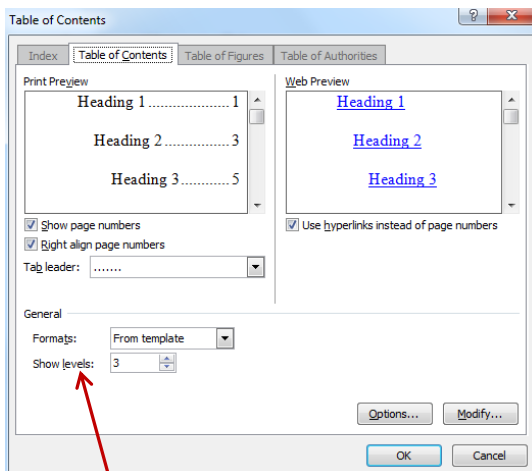 Table of Contents
Index Table of Contents Table of Figures Table of Authorities
Print Preview
Heading 1 .................... 1
Heading 2 ............... 3
Heading 3 ............ 5
Web Preview
Heading 1
Heading 2
Heading 3
Show page numbers
Right align page numbers
Tab leader: .......
Use hyperlinks instead of page numbers
General
Formats: From template
Show levels: 3
Options... Modify...
OK Cancel